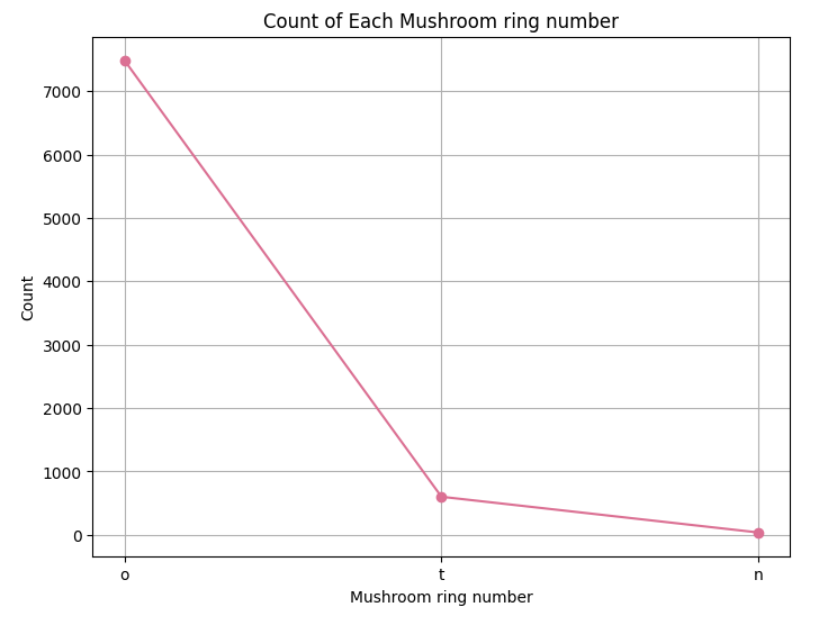 Count of Each Mushroom ring number
Count
7000
6000
5000
4000
3000
2000
1000
0
o
t
n
Mushroom ring number